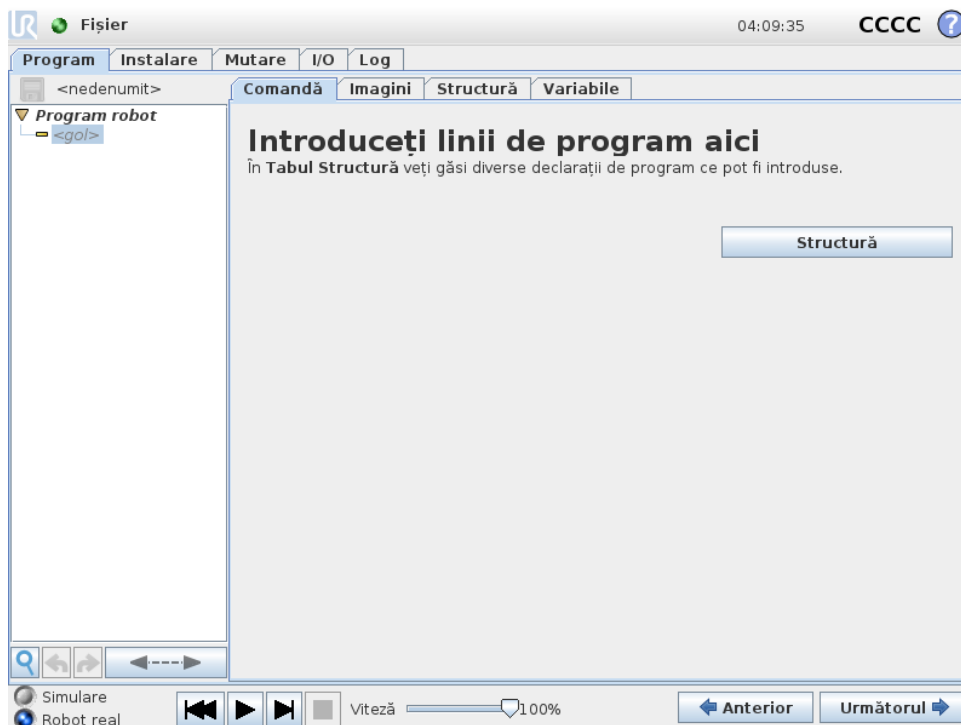 UR Fișier 04:09:35 CCCC ?
Program Instalare Mutare I/O Log
<nedenumit>
Comandă Imagini Structură Variabile
Program robot
<gol>
Introduceți linii de program aici
În Tabul Structură veți găsi diverse declarații de program ce pot fi introduse.
Structură
Simulare
Robot real
Viteză 100%
Anterior Următorul